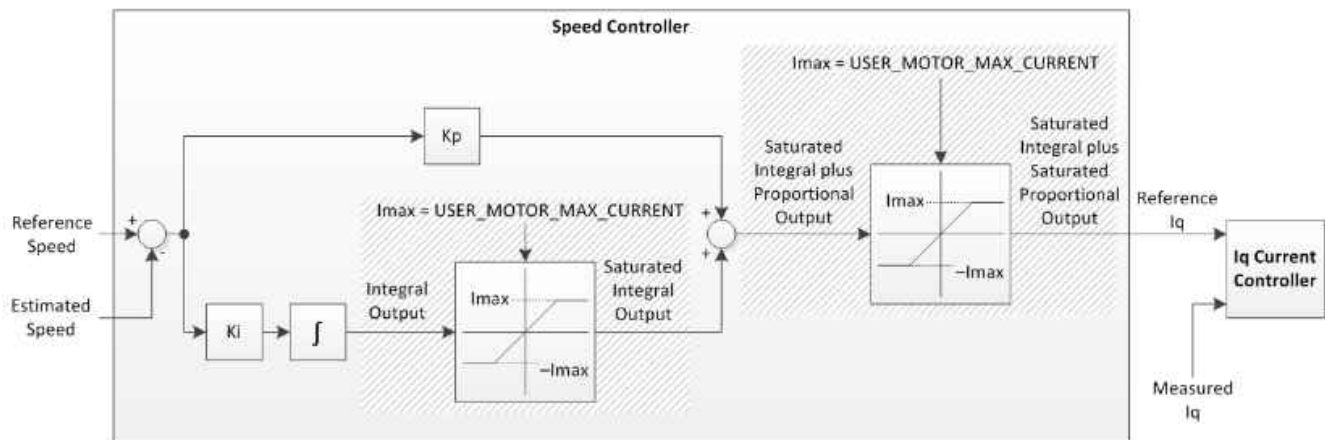 Speed Controller
Imax = USER_MOTOR_MAX_CURRENT
Kp
Saturated
Integral plus
Proportional
Output
Imax
−Imax
Saturated
Integral plus
Saturated
Proportional
Output
Reference
Iq
Reference
Speed
+
-
Imax = USER_MOTOR_MAX_CURRENT
+
+
Iq Current
Controller
Estimated
Speed
Ki
∫
Integral
Output
Imax
−Imax
Saturated
Integral
Output
Measured
Iq